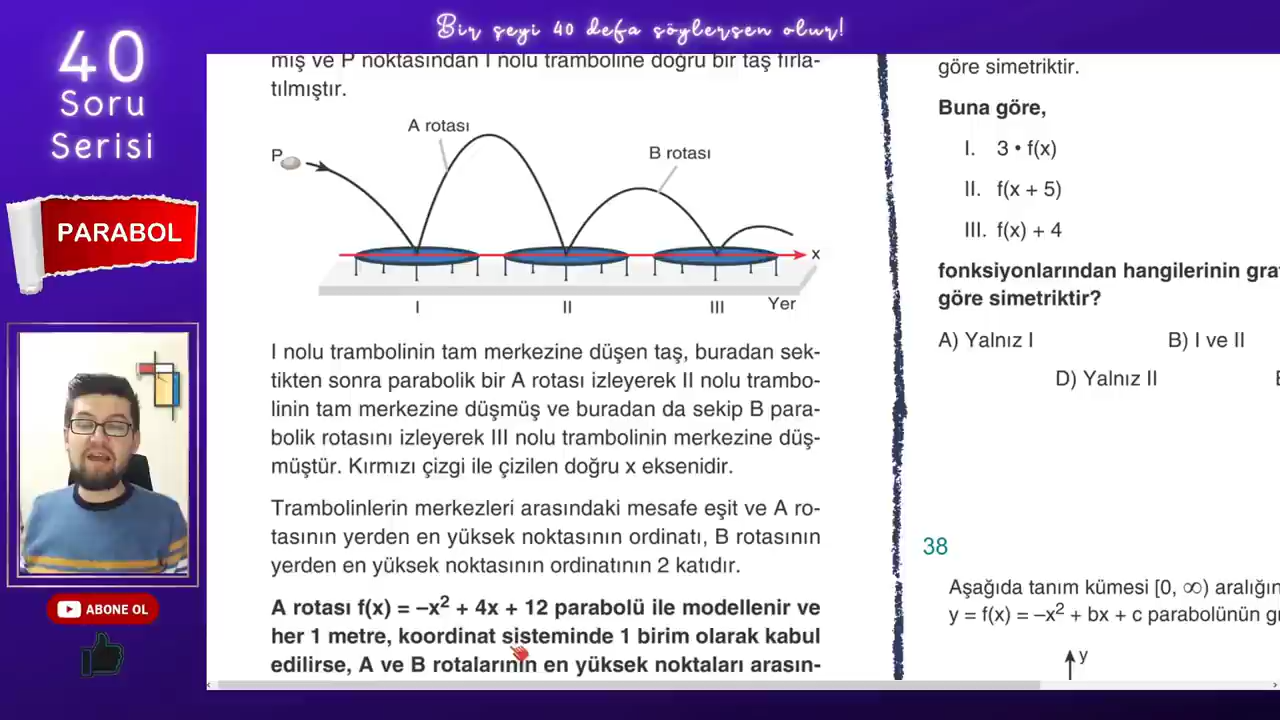 Bir şeyi 40 defa söylersen olur!
40
Soru
Serisi
PARABOL
ABONE OL
mış ve P noktasından I nolu tramboline doğru bir taş fırla-
tılmıştır.
A rotası
P
B rotası
x
I
II
III
Yer
I nolu trambolinin tam merkezine düşen taş, buradan sek-
tikten sonra parabolik bir A rotası izleyerek II nolu trambo-
linin tam merkezine düşmüş ve buradan da sekip B para-
bolik rotasını izleyerek III nolu trambolinin merkezine düş-
müştür. Kırmızı çizgi ile çizilen doğru x eksenidir.
Trambolinlerin merkezleri arasındaki mesafe eşit ve A ro-
tasının yerden en yüksek noktasının ordinatı, B rotasının
yerden en yüksek noktasının ordinatının 2 katıdır.
A rotası f(x) = –x² + 4x + 12 parabolü ile modellenir ve
her 1 metre, koordinat sisteminde 1 birim olarak kabul
edilirse, A ve B rotalarının en yüksek noktaları arasın-
göre simetriktir.
Buna göre,
I. 3 • f(x)
II. f(x + 5)
III. f(x) + 4
fonksiyonlarından hangilerinin
göre simetriktir?
A) Yalnız I
B) I ve II
D) Yalnız II
38
Aşağıda tanım kümesi [0, ∞)
y = f(x) = –x² + bx + c parabolünün
y